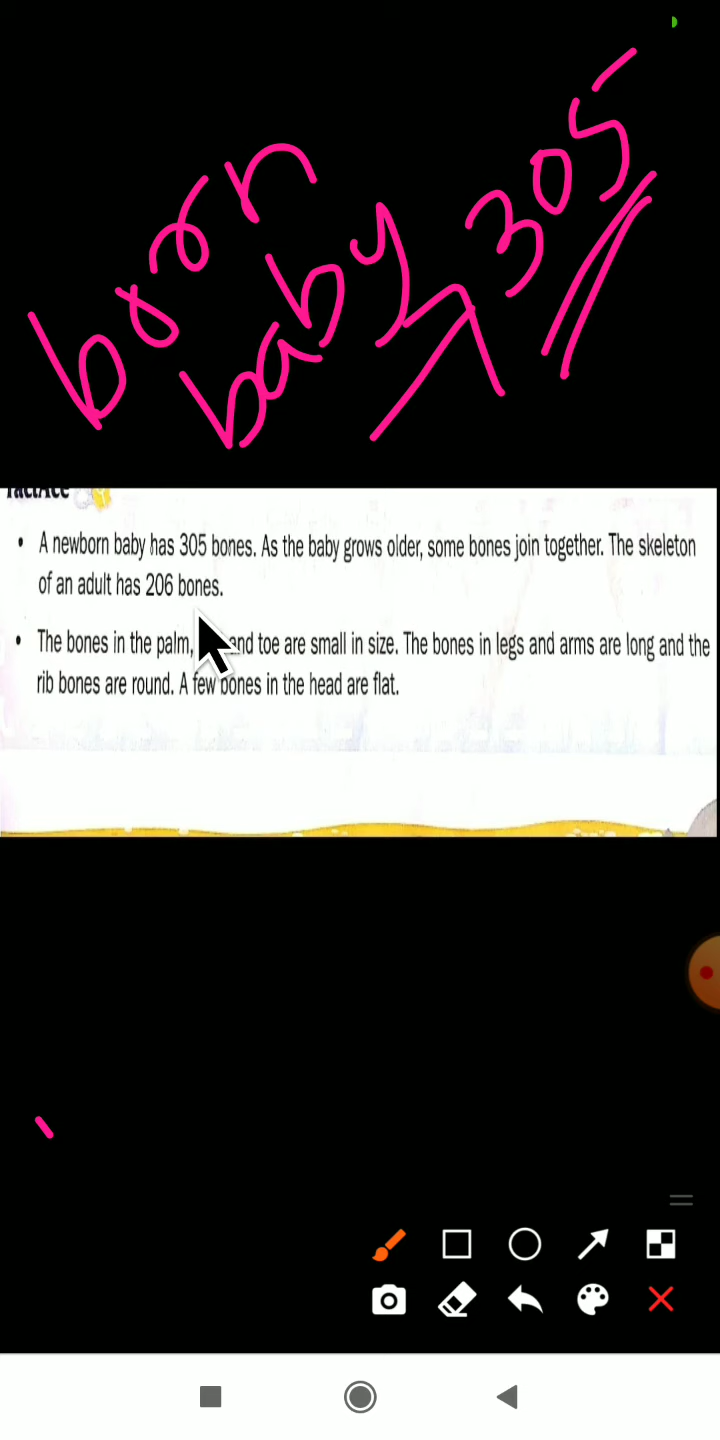 born
baby 305
A newborn baby has 305 bones. As the baby grows older, some bones join together. The skeleton
of an adult has 206 bones.
The bones in the palm, and toe are small in size. The bones in legs and arms are long and the
rib bones are round. A few bones in the head are flat.